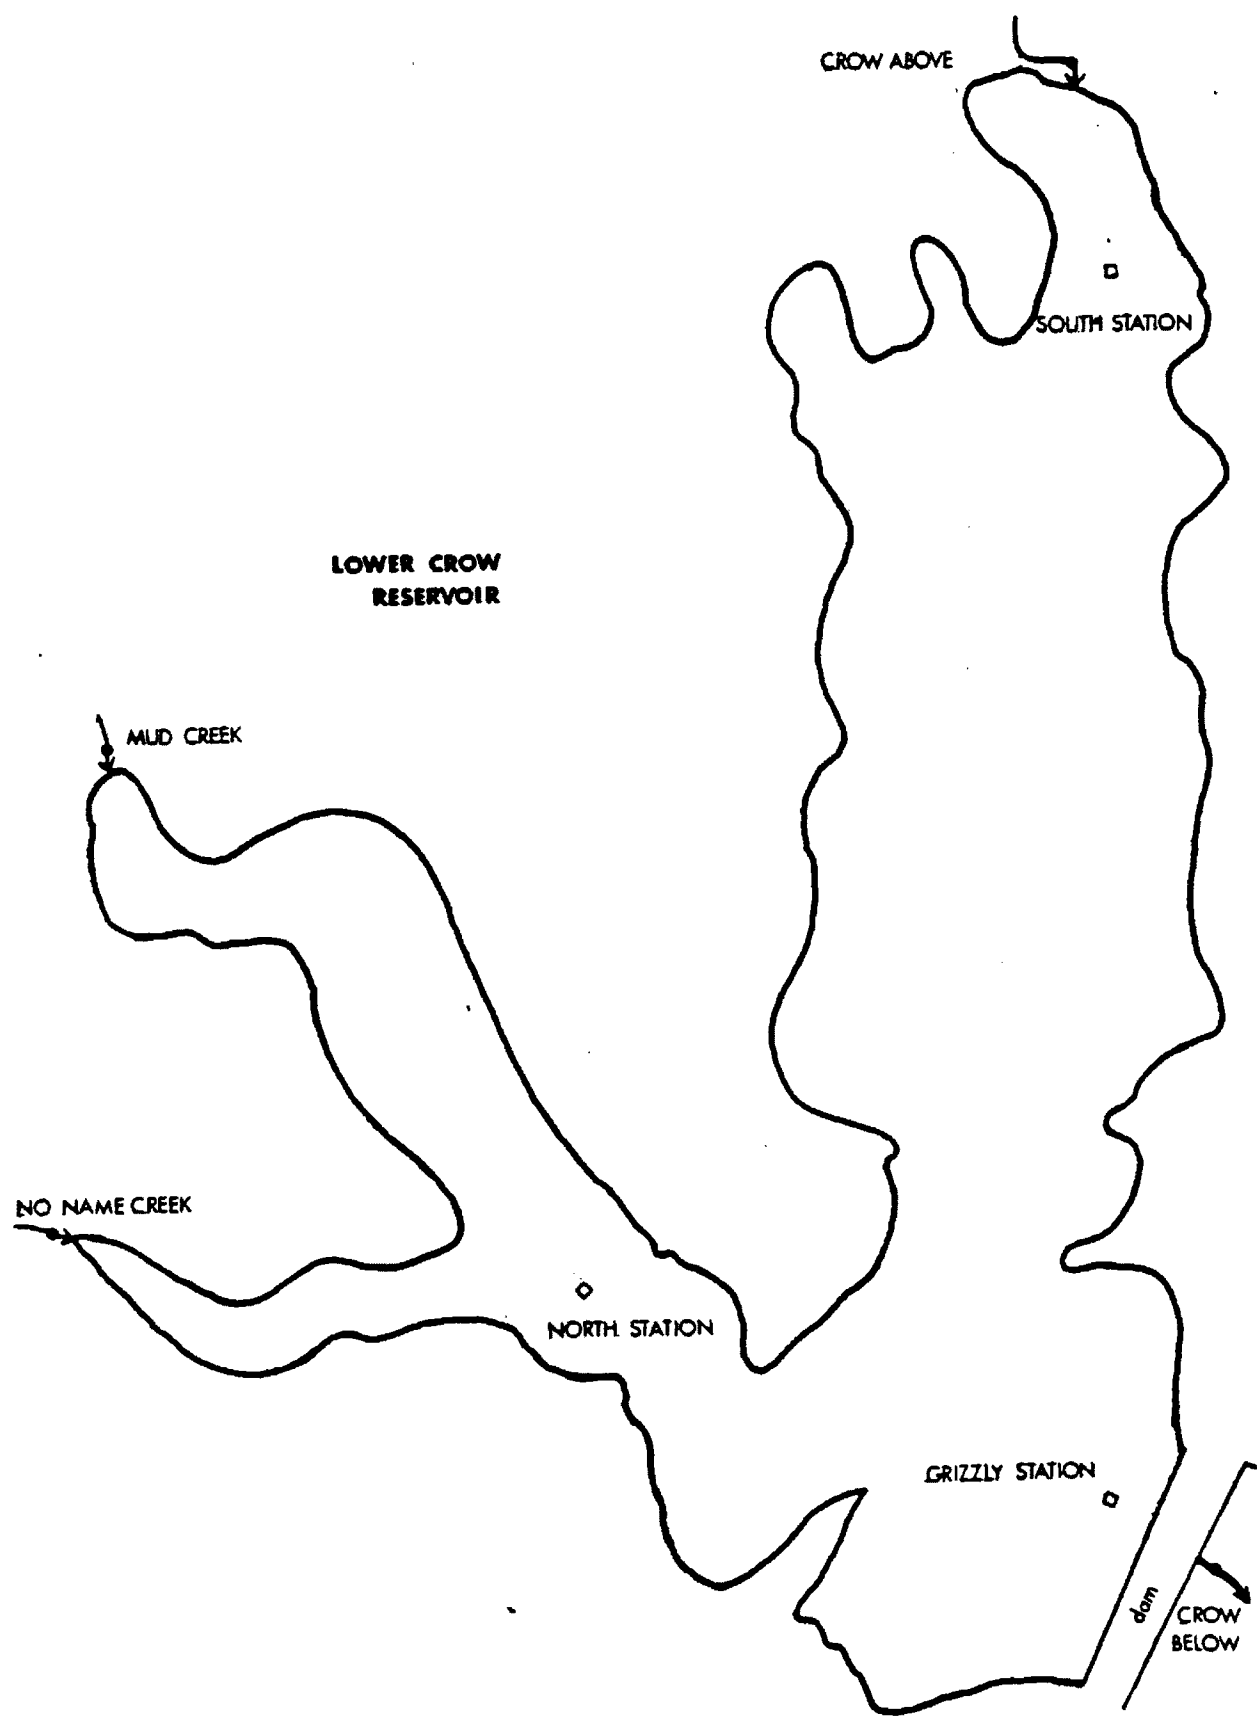 CROW ABOVE
SOUTH STATION
LOWER CROW
RESERVOIR
MUD CREEK
NO NAME CREEK
NORTH STATION
GRIZZLY STATION
dam
CROW
BELOW